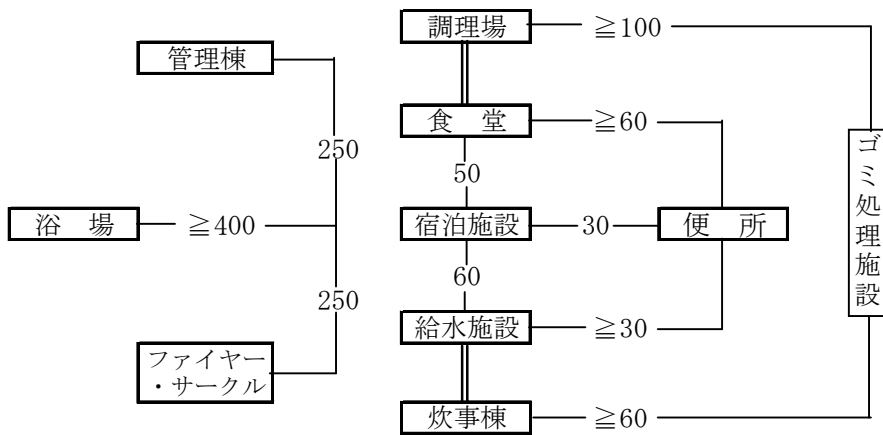 調理場 ≧100
管理棟
食堂 ≧60
250
50
ゴミ処理施設
浴場 ≧400
宿泊施設 30 便所
60
250
給水施設 ≧30
ファイヤー
・サークル
炊事棟 ≧60